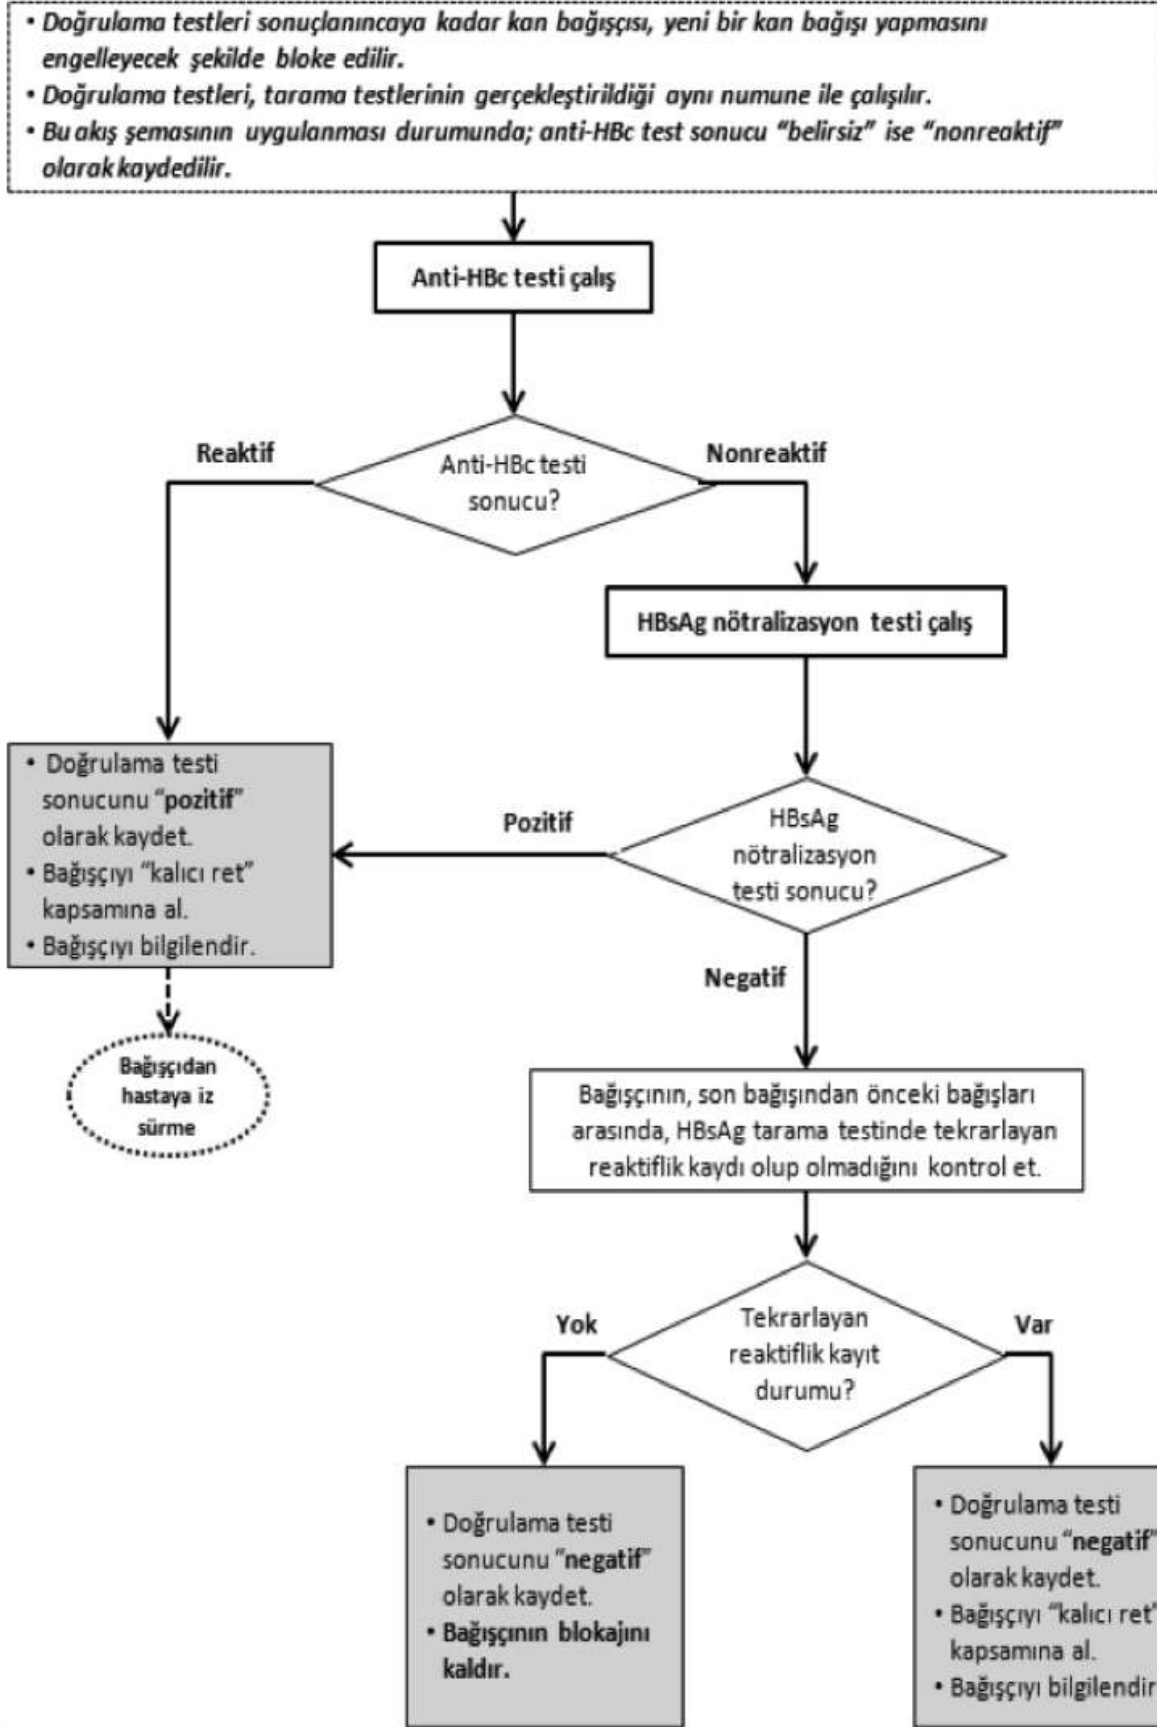 • Doğrulama testleri sonuçlanıncaya kadar kan bağışçısı, yeni bir kan bağışı yapmasını
engelleyecek şekilde bloke edilir.
• Doğrulama testleri, tarama testlerinin gerçekleştirildiği aynı numune ile çalışılır.
• Bu akış şemasının uygulanması durumunda; anti-HBc test sonucu “belirsiz” ise “nonreaktif”
olarak kaydedilir.
Anti-HBc testi çalış
Reaktif
Anti-HBc testi
sonucu?
Nonreaktif
HBsAg nötralizasyon testi çalış
• Doğrulama testi
sonucunu “pozitif”
olarak kaydet.
• Bağışçıyı “kalıcı ret”
kapsamına al.
• Bağışçıyı bilgilendir.
Pozitif
HBsAg
nötralizasyon
testi sonucu?
Negatif
Bağışçıdan
hastaya iz
sürme
Bağışçının, son bağışından önceki bağışları
arasında, HBsAg tarama testinde tekrarlayan
reaktiflik kaydı olup olmadığını kontrol et.
Yok
Tekrarlayan
reaktiflik kayıt
durumu?
Var
• Doğrulama testi
sonucunu “negatif”
olarak kaydet.
• Bağışçının blokajını
kaldır.
• Doğrulama testi
sonucunu “negatif”
olarak kaydet.
• Bağışçıyı “kalıcı ret”
kapsamına al.
• Bağışçıyı bilgilendir